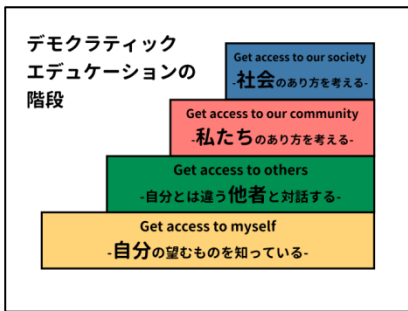 デモクラティック
エデュケーションの
階段
Get access to our society
-社会のあり方を考える-
Get access to our community
-私たちのあり方を考える-
Get access to others
-自分とは違う他者と対話する-
Get access to myself
-自分の望むものを知っている-